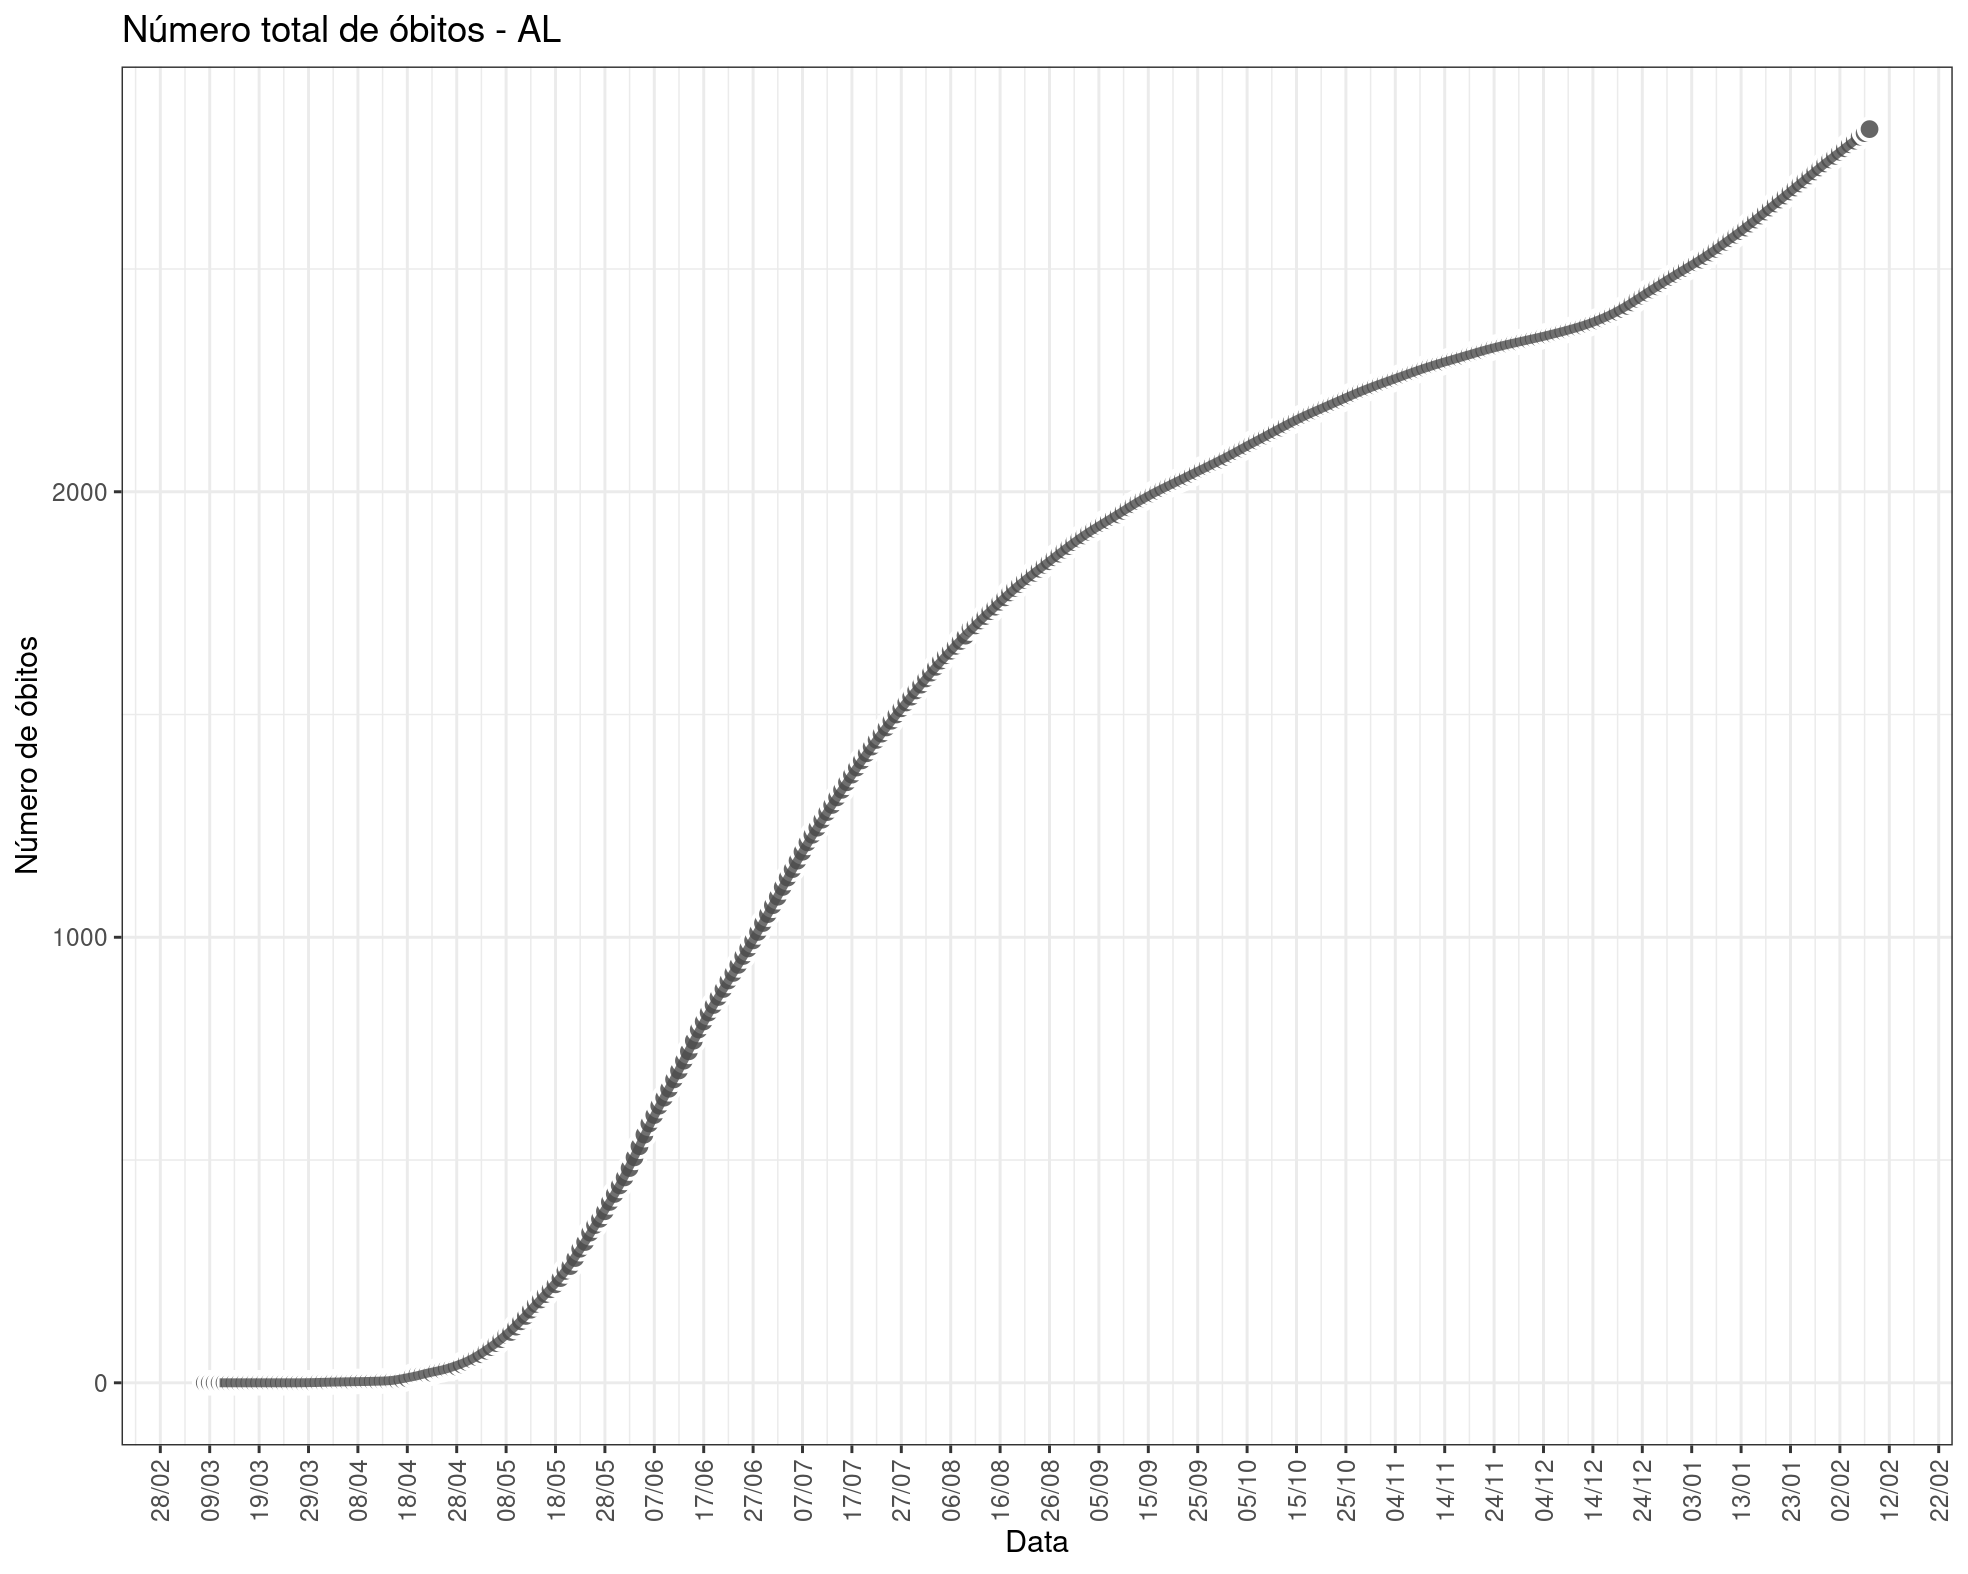 Número total de óbitos - AL
Número de óbitos
2000
1000
0
28/02 09/03 19/03 29/03 08/04 18/04 28/04 08/05 18/05 28/05 07/06 17/06 27/06 07/07 17/07 27/07 06/08 16/08 26/08 05/09 15/09 25/09 05/10 15/10 25/10 04/11 14/11 24/11 04/12 14/12 24/12 03/01 13/01 23/01 02/02 12/02 22/02
Data